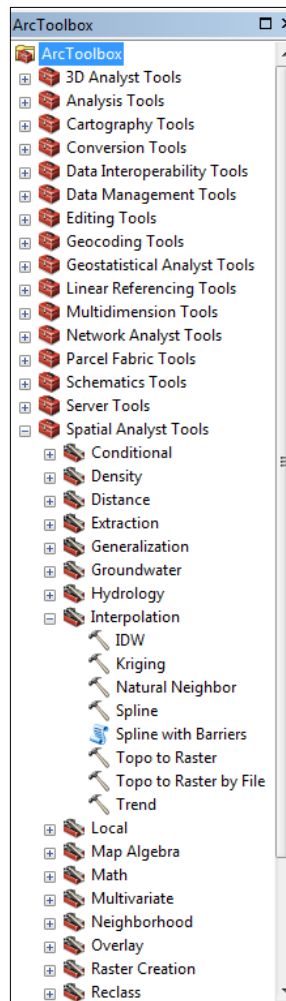 ArcToolbox
ArcToolbox
3D Analyst Tools
Analysis Tools
Cartography Tools
Conversion Tools
Data Interoperability Tools
Data Management Tools
Editing Tools
Geocoding Tools
Geostatistical Analyst Tools
Linear Referencing Tools
Multidimension Tools
Network Analyst Tools
Parcel Fabric Tools
Schematics Tools
Server Tools
Spatial Analyst Tools
Conditional
Density
Distance
Extraction
Generalization
Groundwater
Hydrology
Interpolation
IDW
Kriging
Natural Neighbor
Spline
Spline with Barriers
Topo to Raster
Topo to Raster by File
Trend
Local
Map Algebra
Math
Multivariate
Neighborhood
Overlay
Raster Creation
Reclass